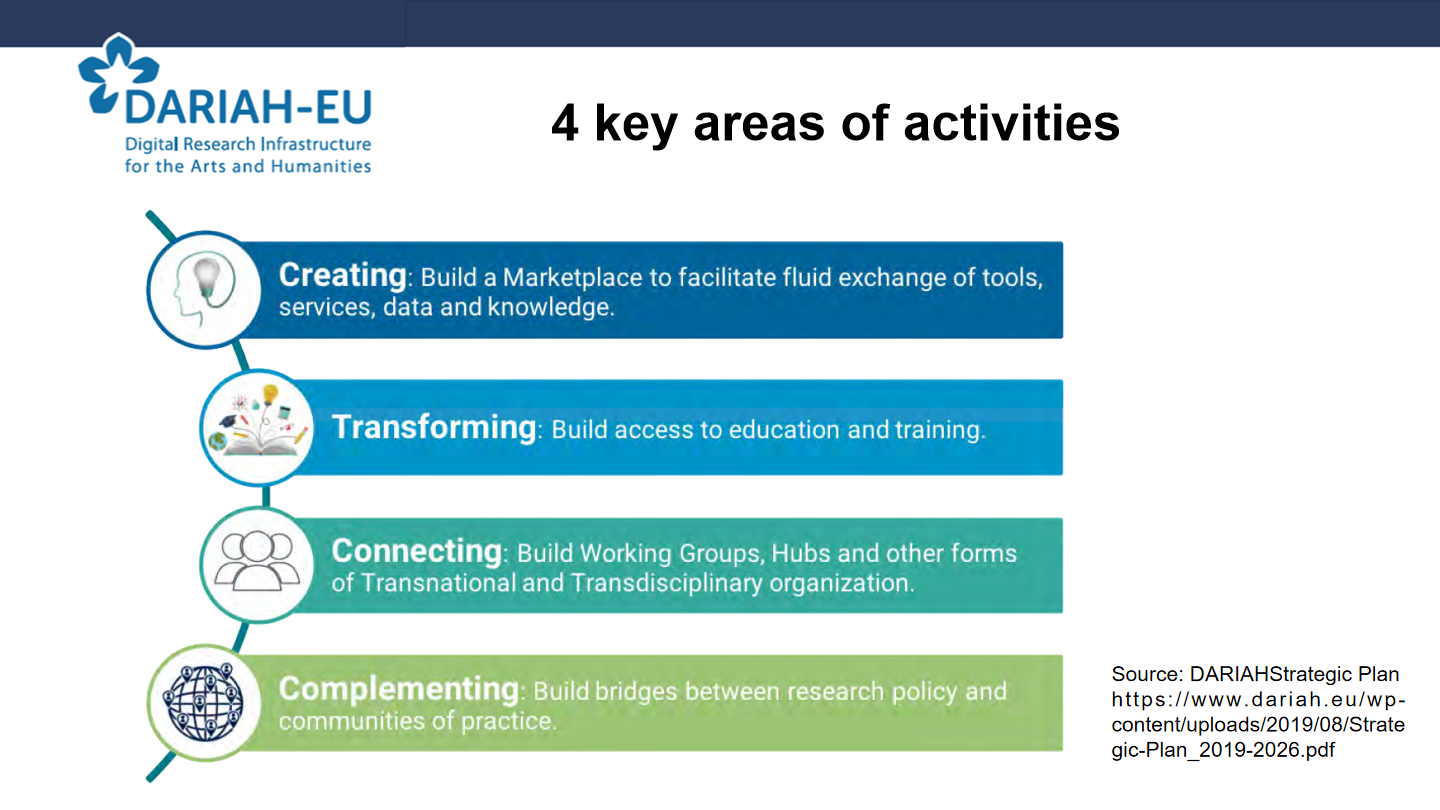 DARIAH-EU
Digital Research Infrastructure
for the Arts and Humanities
4 key areas of activities
Creating: Build a Marketplace to facilitate fluid exchange of tools,
services, data and knowledge.
Transforming: Build access to education and training.
Connecting: Build Working Groups, Hubs and other forms
of Transnational and Transdisciplinary organization.
Complementing: Build bridges between research policy and
communities of practice.
Source: DARIAHStrategic Plan
https://www.dariah.eu/wp-
content/uploads/2019/08/Strate
gic-Plan_2019-2026.pdf